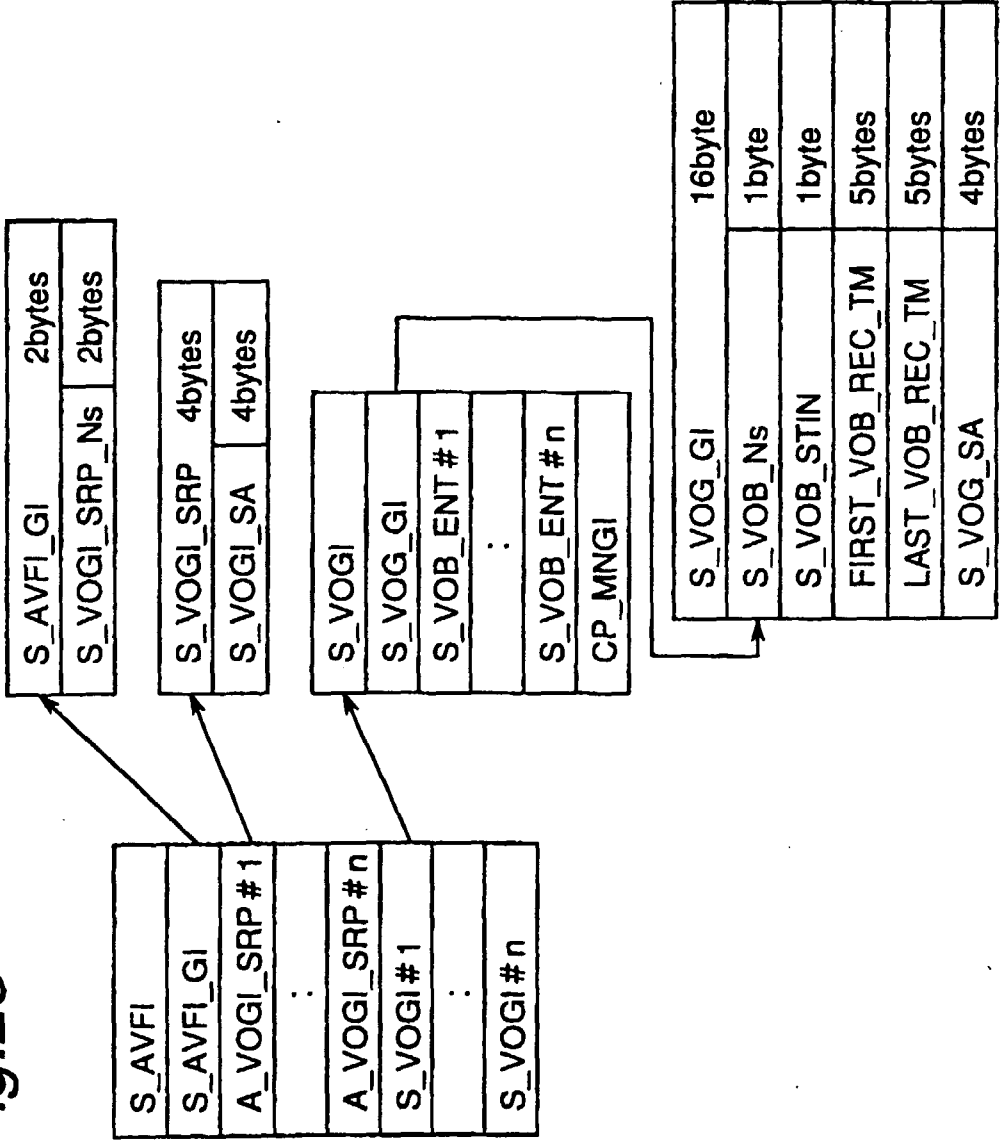 S_AVFI
S_AVFI_GI
A_VOGI_SRP#1
:
A_VOGI_SRP#n
S_VOGI#1
:
S_VOGI#n
S_AVFI_GI 2bytes
S_VOGI_SRP_Ns 2bytes
S_VOGI_SRP 4bytes
S_VOGI_SA 4bytes
S_VOGI
S_VOG_GI
S_VOB_ENT#1
:
S_VOB_ENT#n
CP_MNGI
S_VOG_GI 16byte
S_VOB_Ns 1byte
S_VOB_STIN 1byte
FIRST_VOB_REC_TM 5bytes
LAST_VOB_REC_TM 5bytes
S_VOG_SA 4bytes